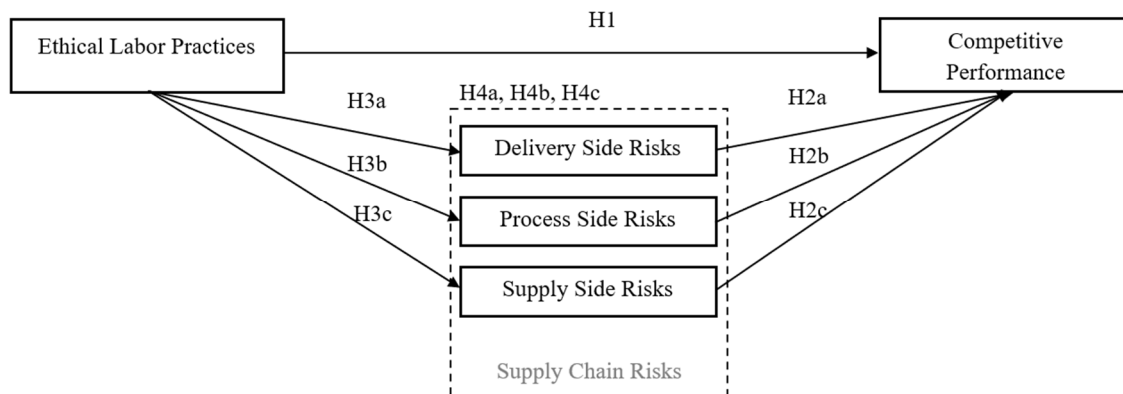 H1
Ethical Labor Practices
Competitive
Performance
H4a, H4b, H4c
H3a
H2a
Delivery Side Risks
H3b
H2b
Process Side Risks
H3c
H2c
Supply Side Risks
Supply Chain Risks